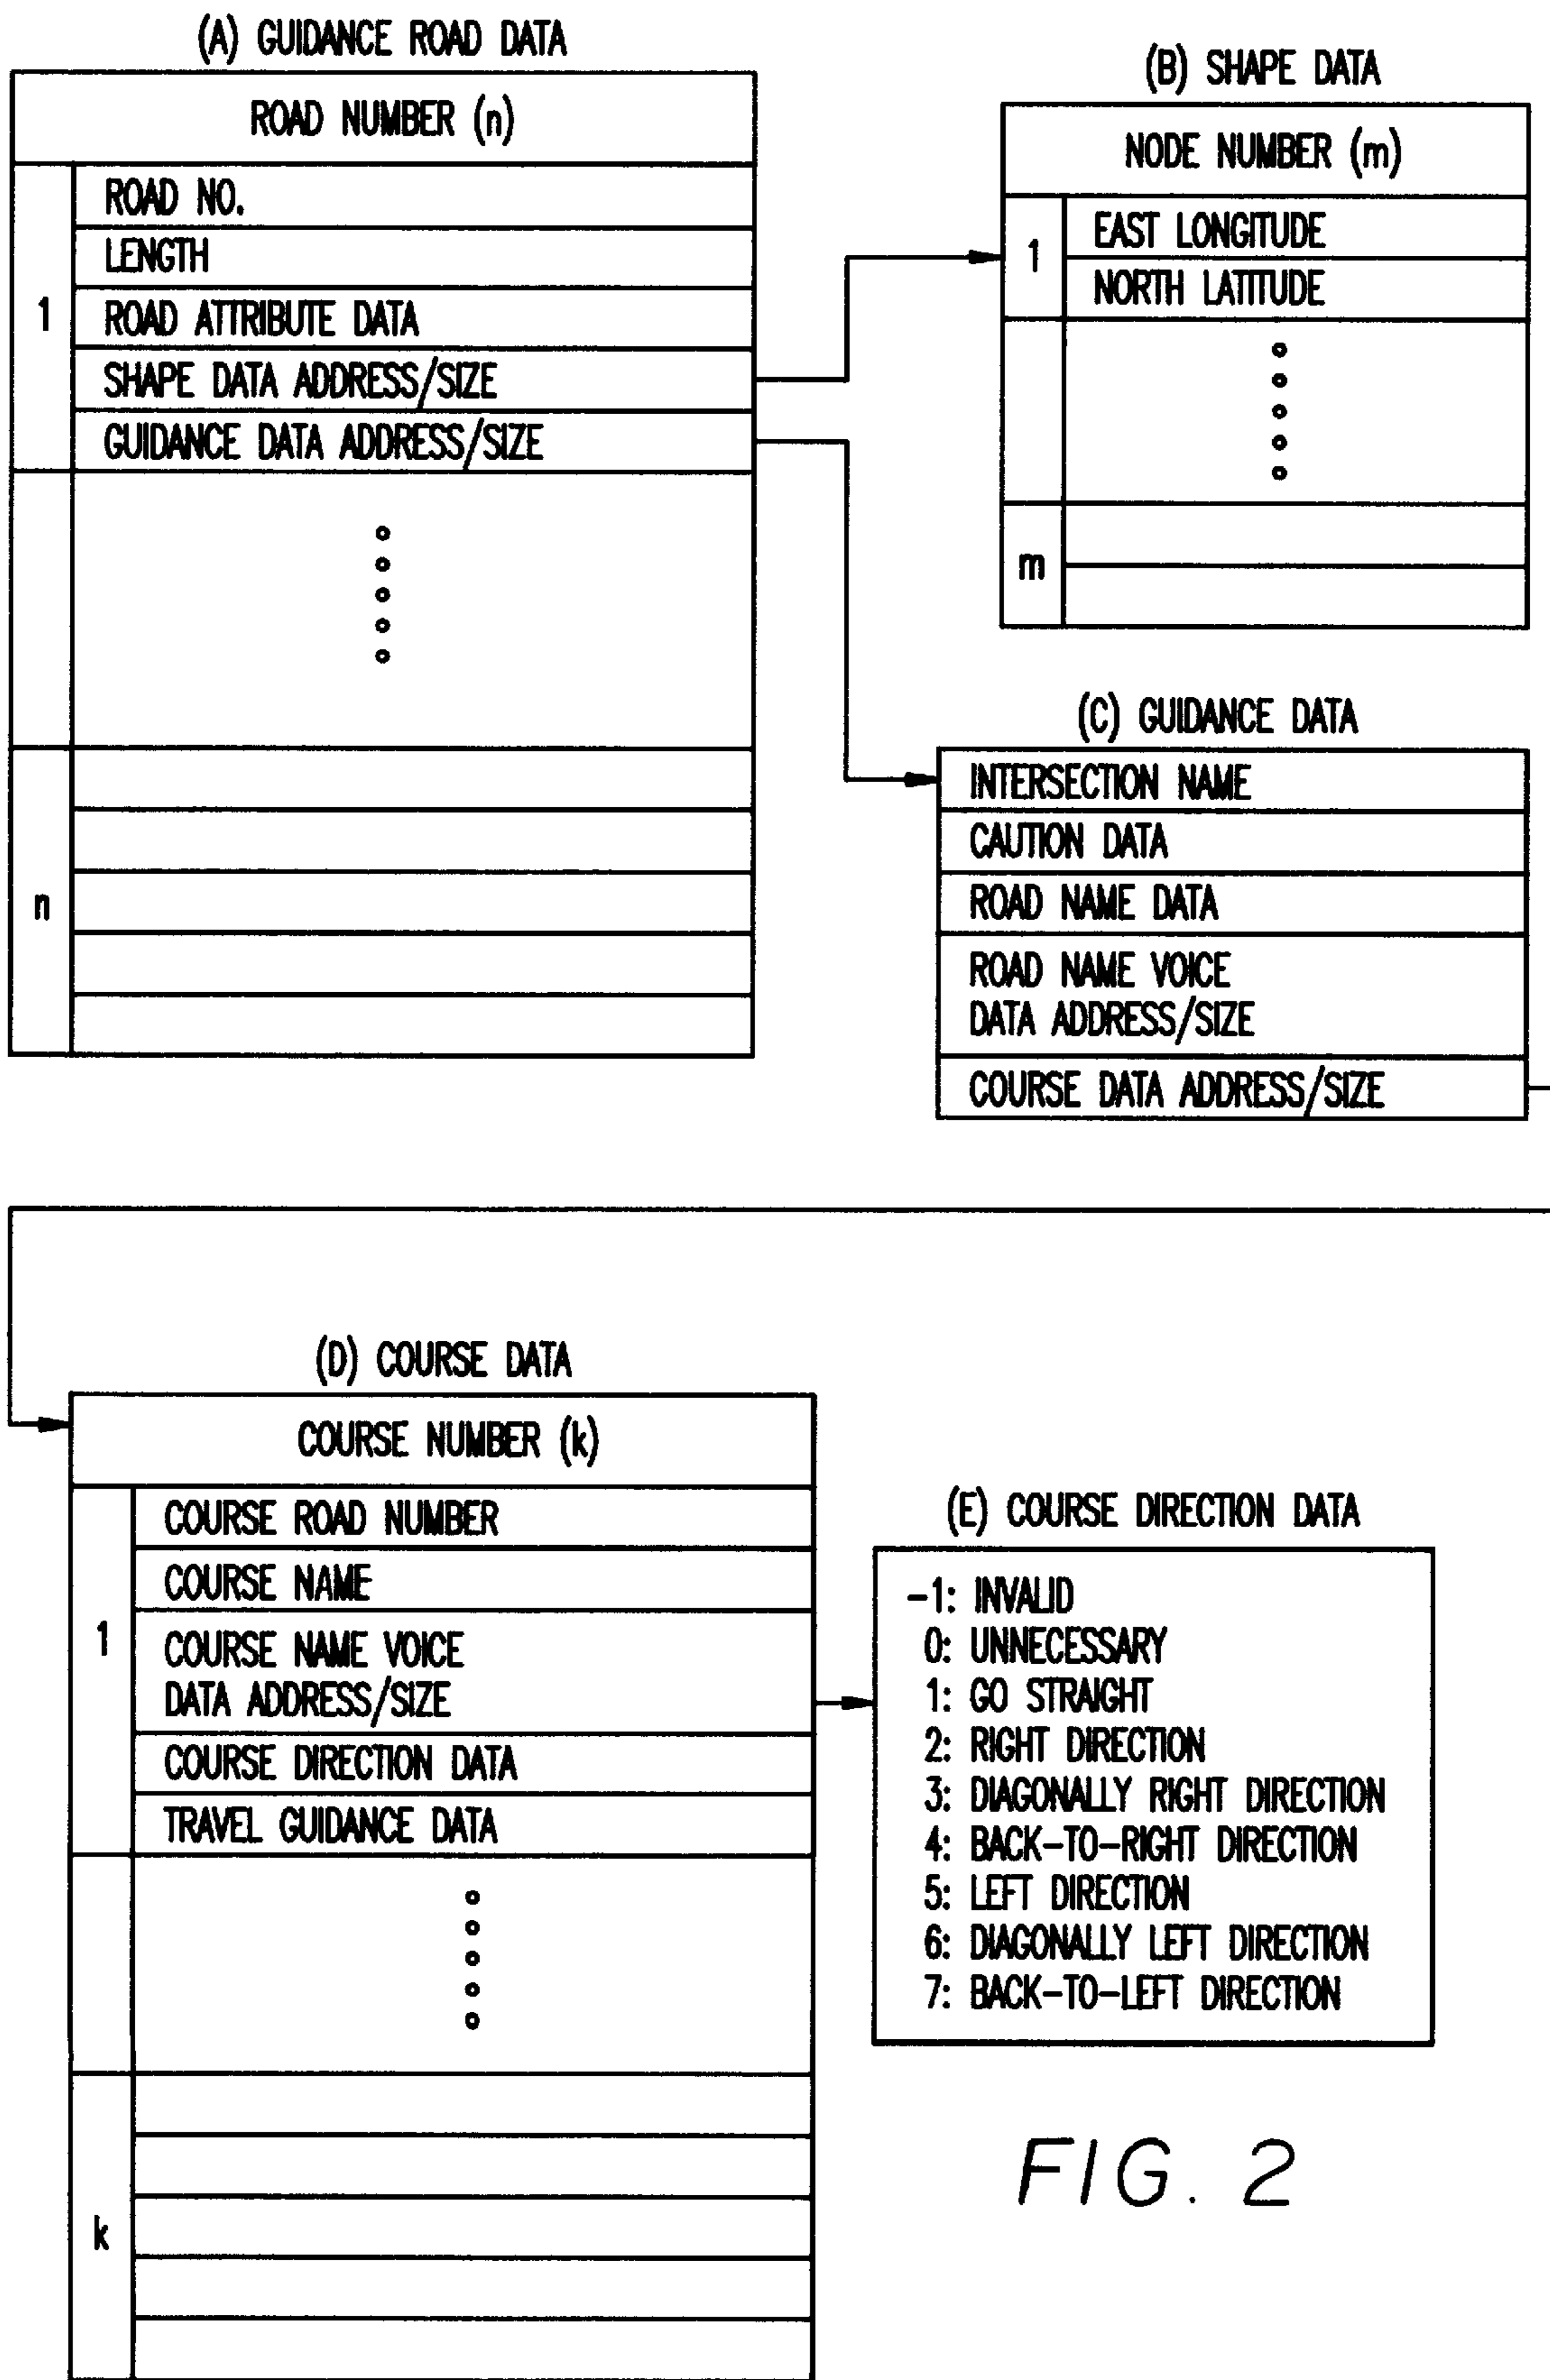 (A) GUIDANCE ROAD DATA
ROAD NUMBER (n)
1
ROAD NO.
LENGTH
ROAD ATTRIBUTE DATA
SHAPE DATA ADDRESS/SIZE
GUIDANCE DATA ADDRESS/SIZE
n
(B) SHAPE DATA
NODE NUMBER (m)
1
EAST LONGITUDE
NORTH LATITUDE
m
(C) GUIDANCE DATA
INTERSECTION NAME
CAUTION DATA
ROAD NAME DATA
ROAD NAME VOICE
DATA ADDRESS/SIZE
COURSE DATA ADDRESS/SIZE
(D) COURSE DATA
COURSE NUMBER (k)
1
COURSE ROAD NUMBER
COURSE NAME
COURSE NAME VOICE
DATA ADDRESS/SIZE
COURSE DIRECTION DATA
TRAVEL GUIDANCE DATA
k
(E) COURSE DIRECTION DATA
-1: INVALID
0: UNNECESSARY
1: GO STRAIGHT
2: RIGHT DIRECTION
3: DIAGONALLY RIGHT DIRECTION
4: BACK-TO-RIGHT DIRECTION
5: LEFT DIRECTION
6: DIAGONALLY LEFT DIRECTION
7: BACK-TO-LEFT DIRECTION
FIG. 2